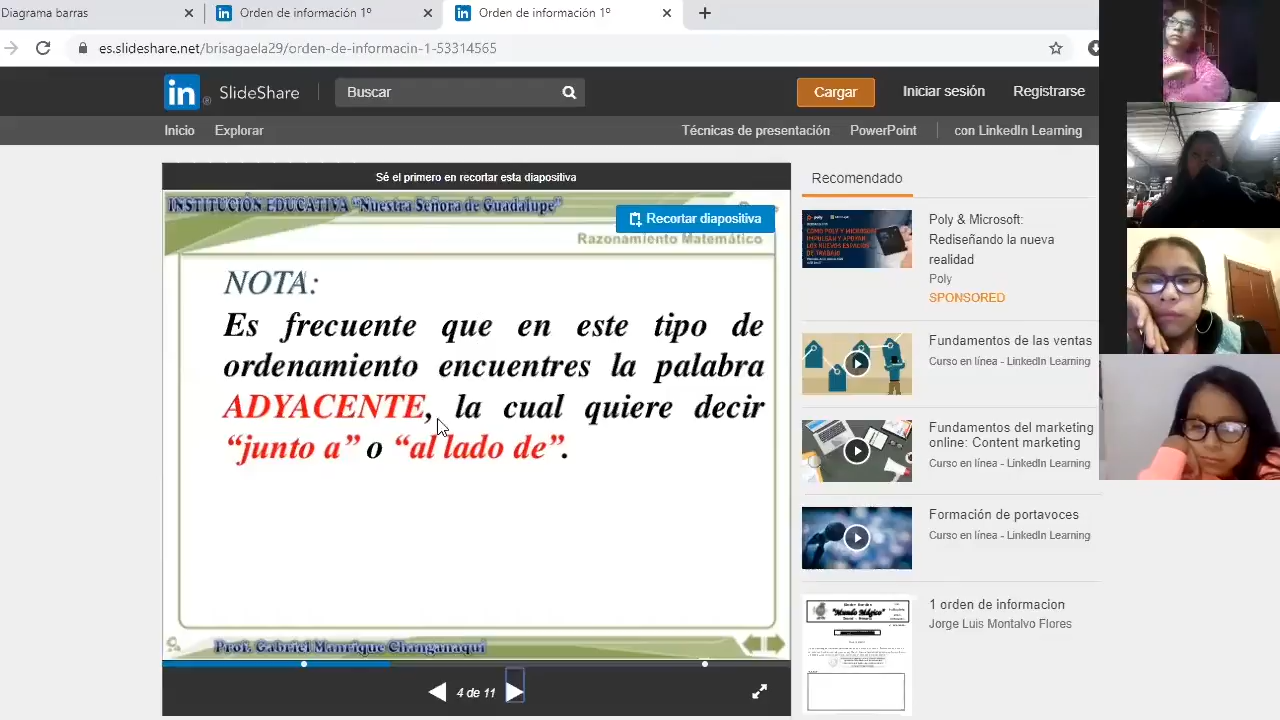 Diagrama barras
Orden de información 1º
Orden de información 1º
es.slideshare.net/brisagaela29/orden-de-informacin-1-53314565
in SlideShare
Buscar
Cargar
Iniciar sesión
Registrarse
Inicio
Explorar
Técnicas de presentación
PowerPoint
con LinkedIn Learning
Sé el primero en recortar esta diapositiva
INSTITUCIÓN EDUCATIVA “Nuestra Señora de Guadalupe”
Recortar diapositiva
Razonamiento Matemático
NOTA:
Es frecuente que en este tipo de
ordenamiento encuentres la palabra
ADYACENTE, la cual quiere decir
“junto a” o “al lado de”.
4 de 11
Recomendado
Poly & Microsoft:
Rediseñando la nueva
realidad
Poly
SPONSORED
Fundamentos de las ventas
Curso en línea - LinkedIn Learning
Fundamentos del marketing
online: Content marketing
Curso en línea - LinkedIn Learning
Formación de portavoces
Curso en línea - LinkedIn Learning
1 orden de informacion
Jorge Luis Montalvo Flores